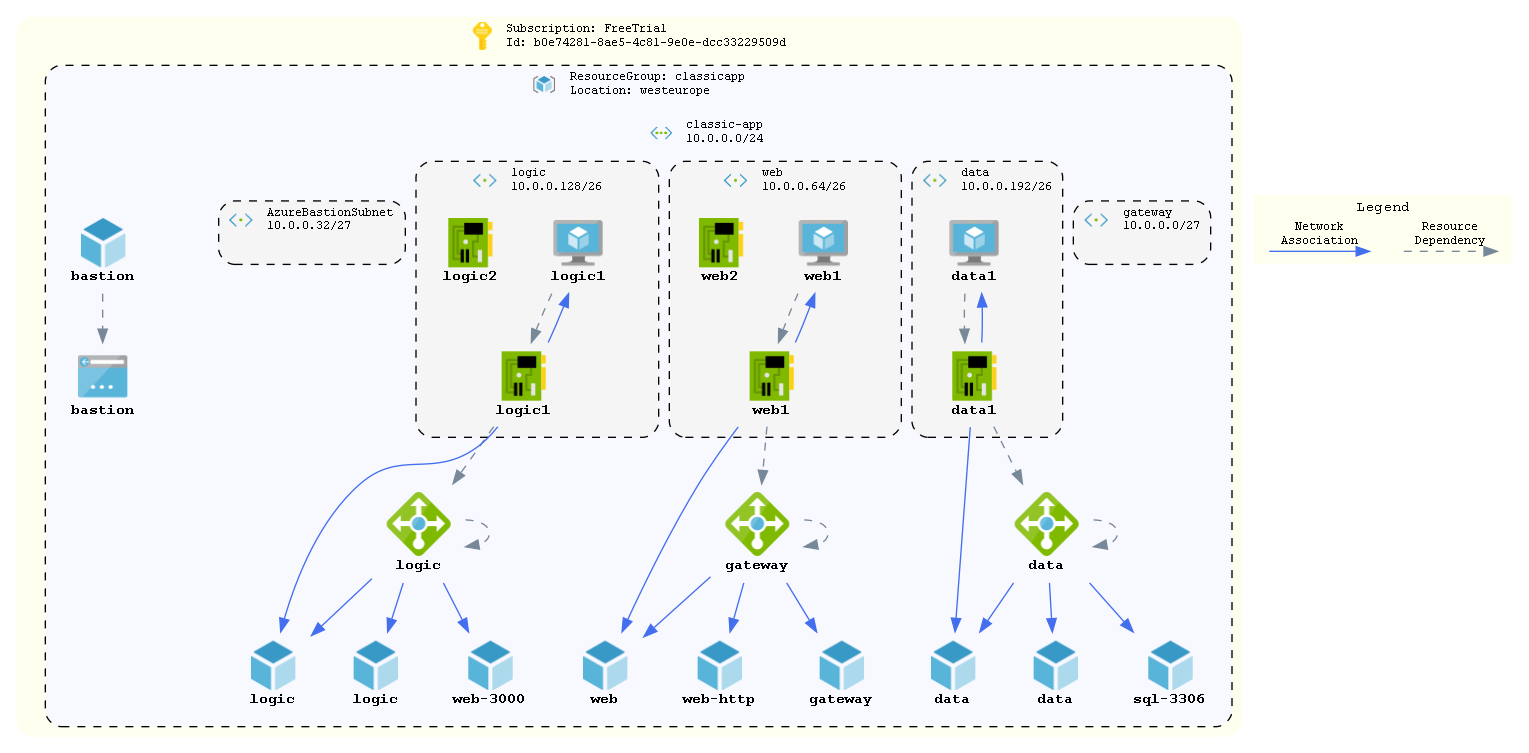 Subscription: FreeTrial
Id: b0e74281-8ae5-4c81-9e0e-dcc33229509d
ResourceGroup: classicapp
Location: westeurope
classic-app
10.0.0.0/24
logic
10.0.0.128/26
web
10.0.0.64/26
data
10.0.0.192/26
AzureBastionSubnet
10.0.0.32/27
gateway
10.0.0.0/27
Legend
Network
Association
Resource
Dependency
bastion
logic2
logic1
web2
web1
data1
bastion
logic1
web1
data1
logic
gateway
data
logic
logic
web-3000
web
web-http
gateway
data
data
sql-3306